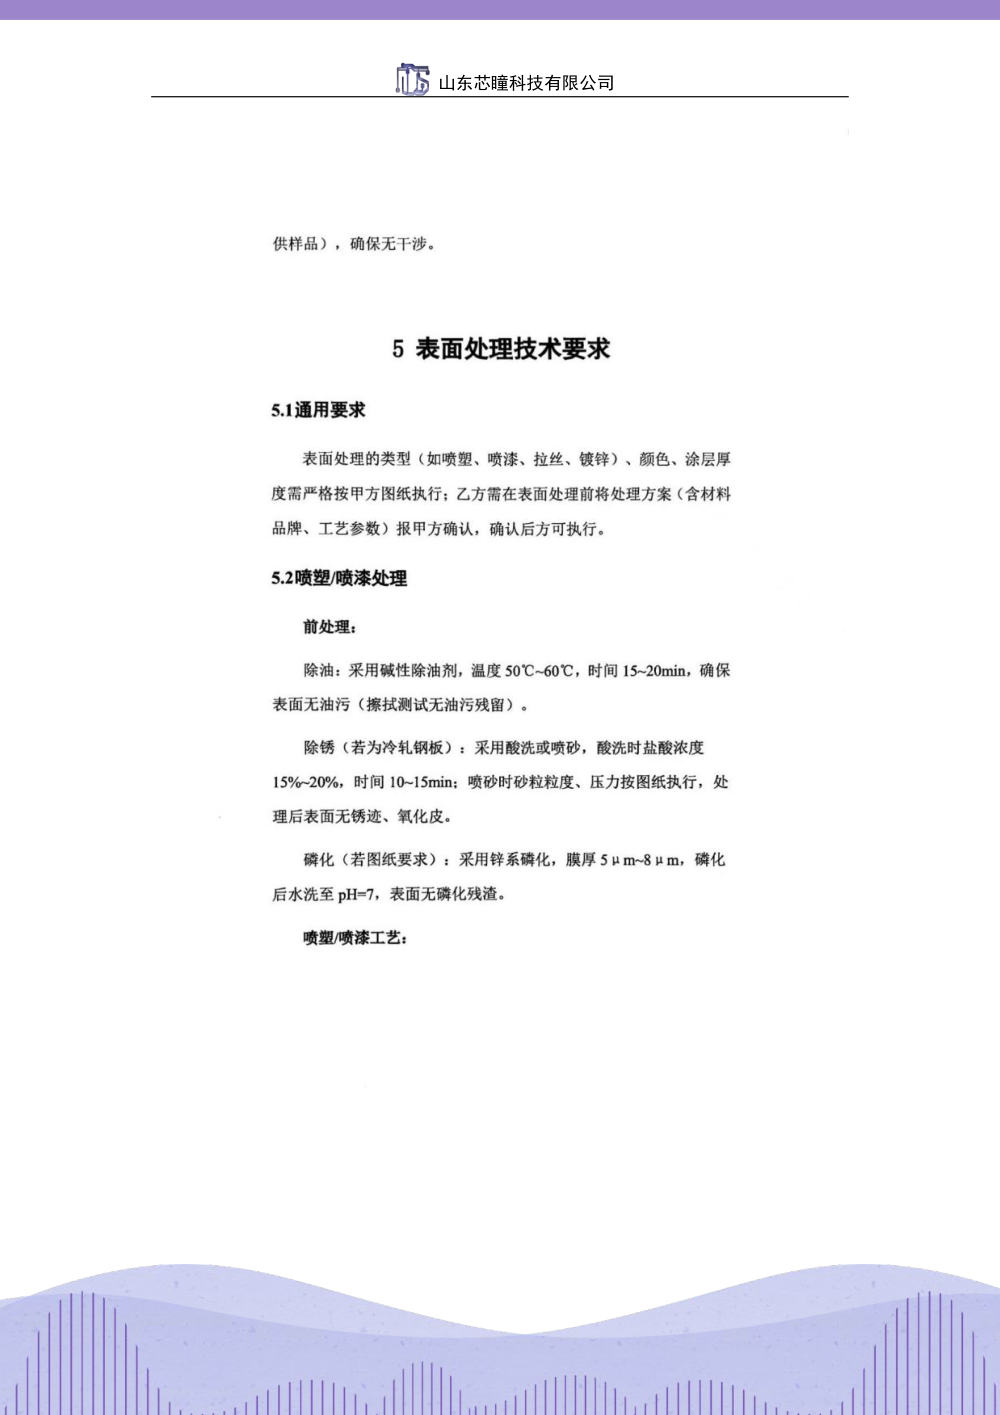 山东芯瞳科技有限公司
供样品），确保无干涉。
5 表面处理技术要求
5.1通用要求
表面处理的类型（如喷塑、喷漆、拉丝、镀锌）、颜色、涂层厚
度需严格按甲方图纸执行；乙方需在表面处理前将处理方案（含材料
品牌、工艺参数）报甲方确认，确认后方可执行。
5.2喷塑/喷漆处理
前处理：
除油：采用碱性除油剂，温度 50℃~60℃，时间 15~20min，确保
表面无油污（擦拭测试无油污残留）。
除锈（若为冷轧钢板）：采用酸洗或喷砂，酸洗时盐酸浓度
15%~20%，时间 10~15min；喷砂时砂粒粒度、压力按图纸执行，处
理后表面无锈迹、氧化皮。
磷化（若图纸要求）：采用锌系磷化，膜厚 5μm~8μm，磷化
后水洗至 pH=7，表面无磷化残渣。
喷塑/喷漆工艺：